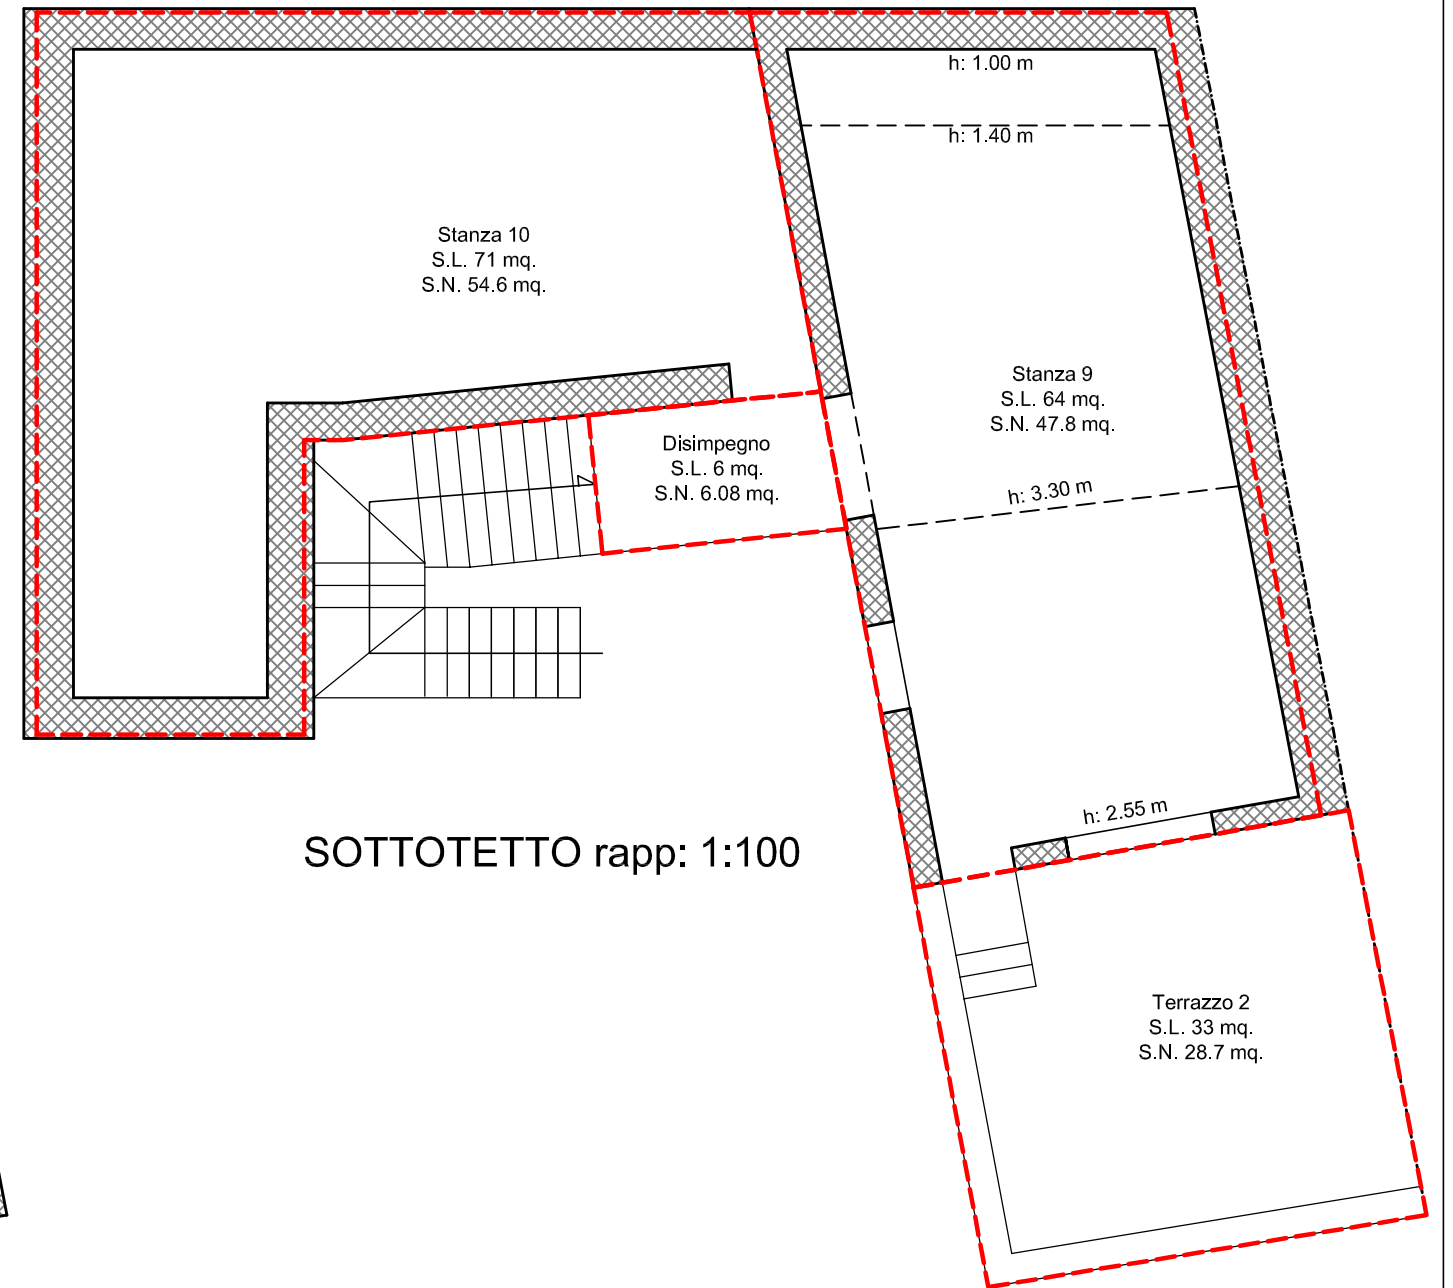 h: 1.00 m
h: 1.40 m
Stanza 10
S.L. 71 mq.
S.N. 54.6 mq.
Stanza 9
S.L. 64 mq.
S.N. 47.8 mq.
Disimpegno
S.L. 6 mq.
S.N. 6.08 mq.
h: 3.30 m
h: 2.55 m
SOTTOTETTO rapp: 1:100
Terrazzo 2
S.L. 33 mq.
S.N. 28.7 mq.